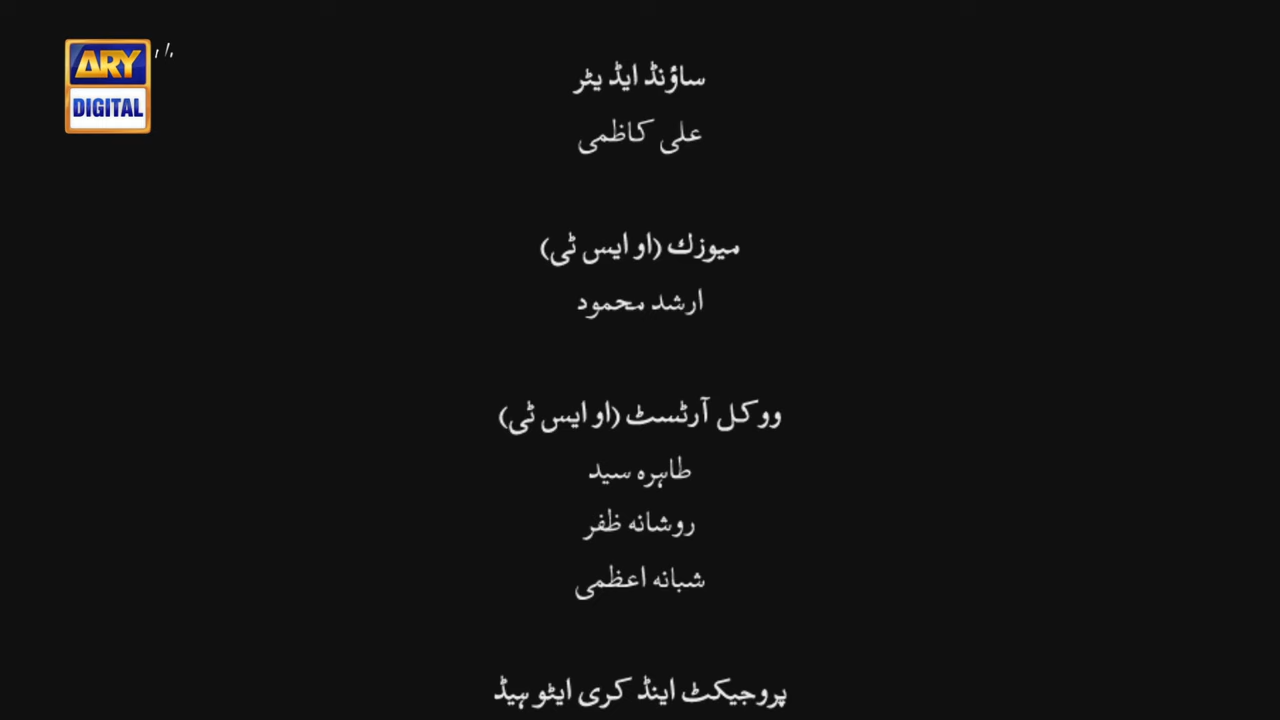 ARY
DIGITAL
ساؤنڈ ایڈیٹر
علی کاظمی
میوزک (او ایس ٹی)
ارشد محمود
ووکل آرٹسٹ (او ایس ٹی)
طاہرہ سید
روشانہ ظفر
شبانہ اعظمی
پروجیکٹ اینڈ کری ایٹو ہیڈ